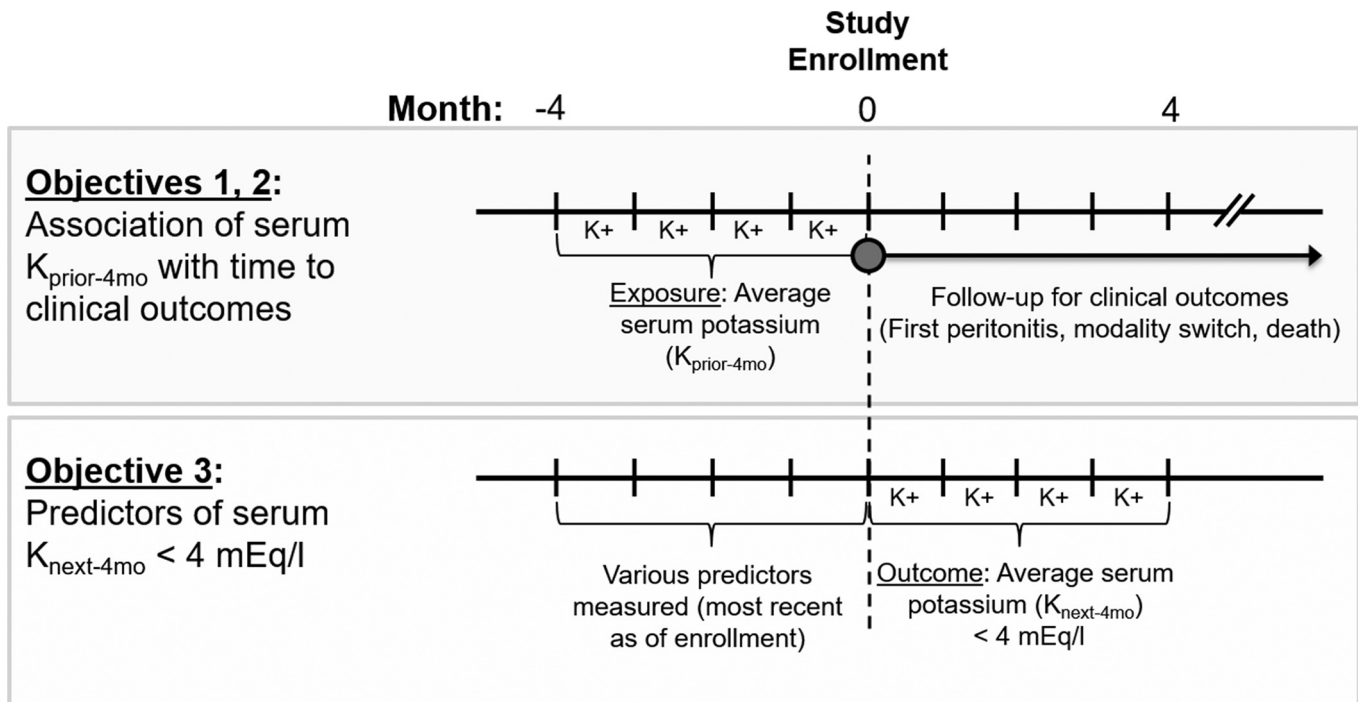 Study
Enrollment
Month: -4 0 4
Objectives 1, 2:
Association of serum
Kprior-4mo with time to
clinical outcomes
K+ K+ K+ K+
Exposure: Average
serum potassium
(Kprior-4mo)
Follow-up for clinical outcomes
(First peritonitis, modality switch, death)
Objective 3:
Predictors of serum
Knext-4mo < 4 mEq/l
K+ K+ K+ K+
Various predictors
measured (most recent
as of enrollment)
Outcome: Average serum
potassium (Knext-4mo)
< 4 mEq/l